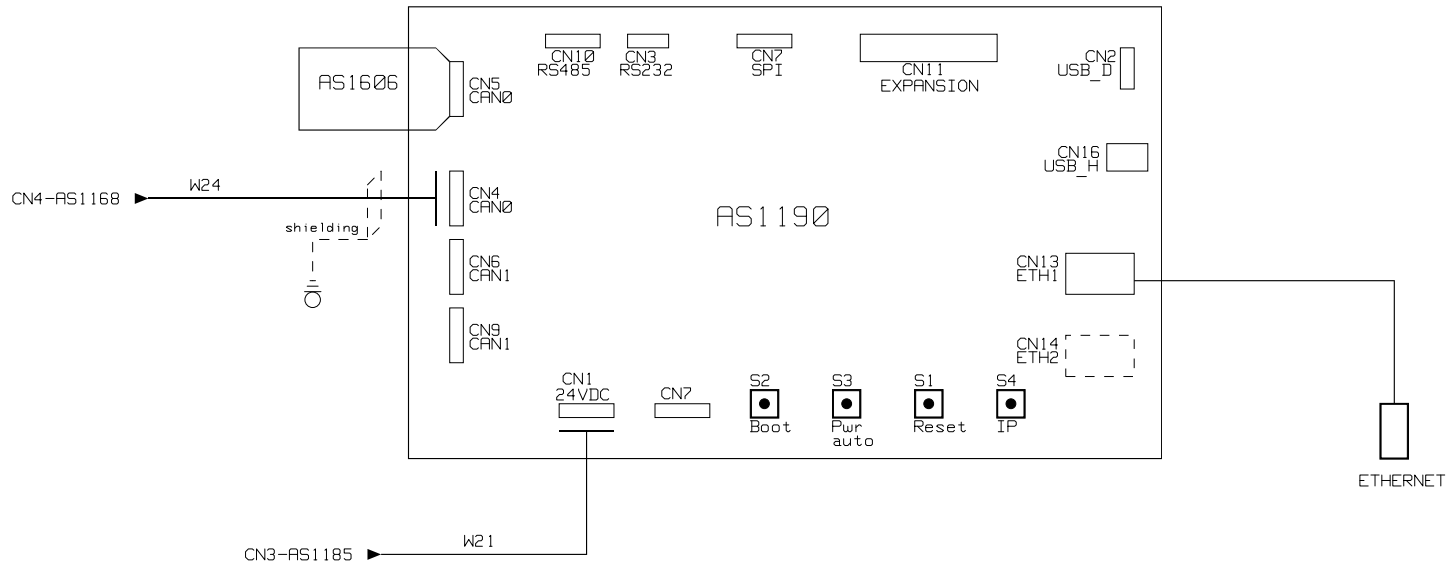 CN10
RS485
CN3
RS232
CN7
SPI
CN11
EXPANSION
CN2
USB_D
AS1606
CN5
CAN0
CN16
USB_H
CN4-AS1168
W24
CN4
CAN0
shielding
AS1190
CN6
CAN1
CN13
ETH1
CN9
CAN1
CN14
ETH2
CN1
24VDC
CN7
S2
Boot
S3
Pwr
auto
S1
Reset
S4
IP
ETHERNET
CN3-AS1185
W21